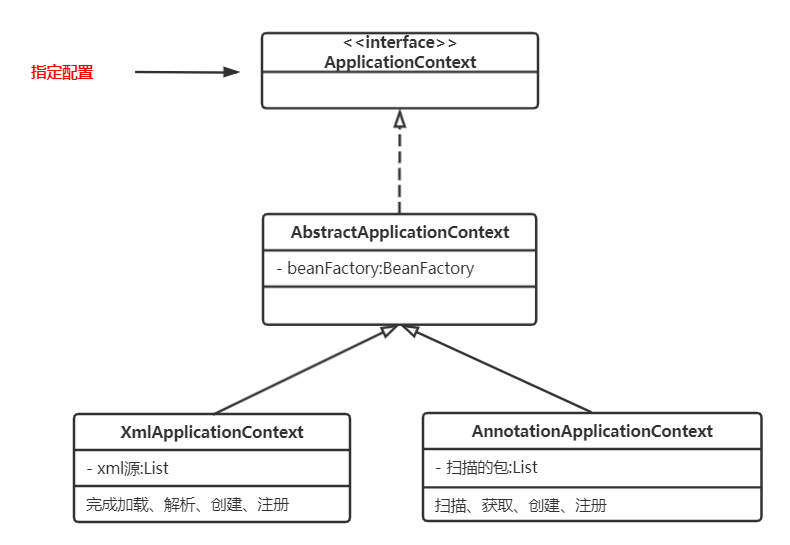 <<interface>>
ApplicationContext
指定配置
AbstractApplicationContext
- beanFactory:BeanFactory
XmlApplicationContext
- xml源:List
完成加载、解析、创建、注册
AnnotationApplicationContext
- 扫描的包:List
扫描、获取、创建、注册